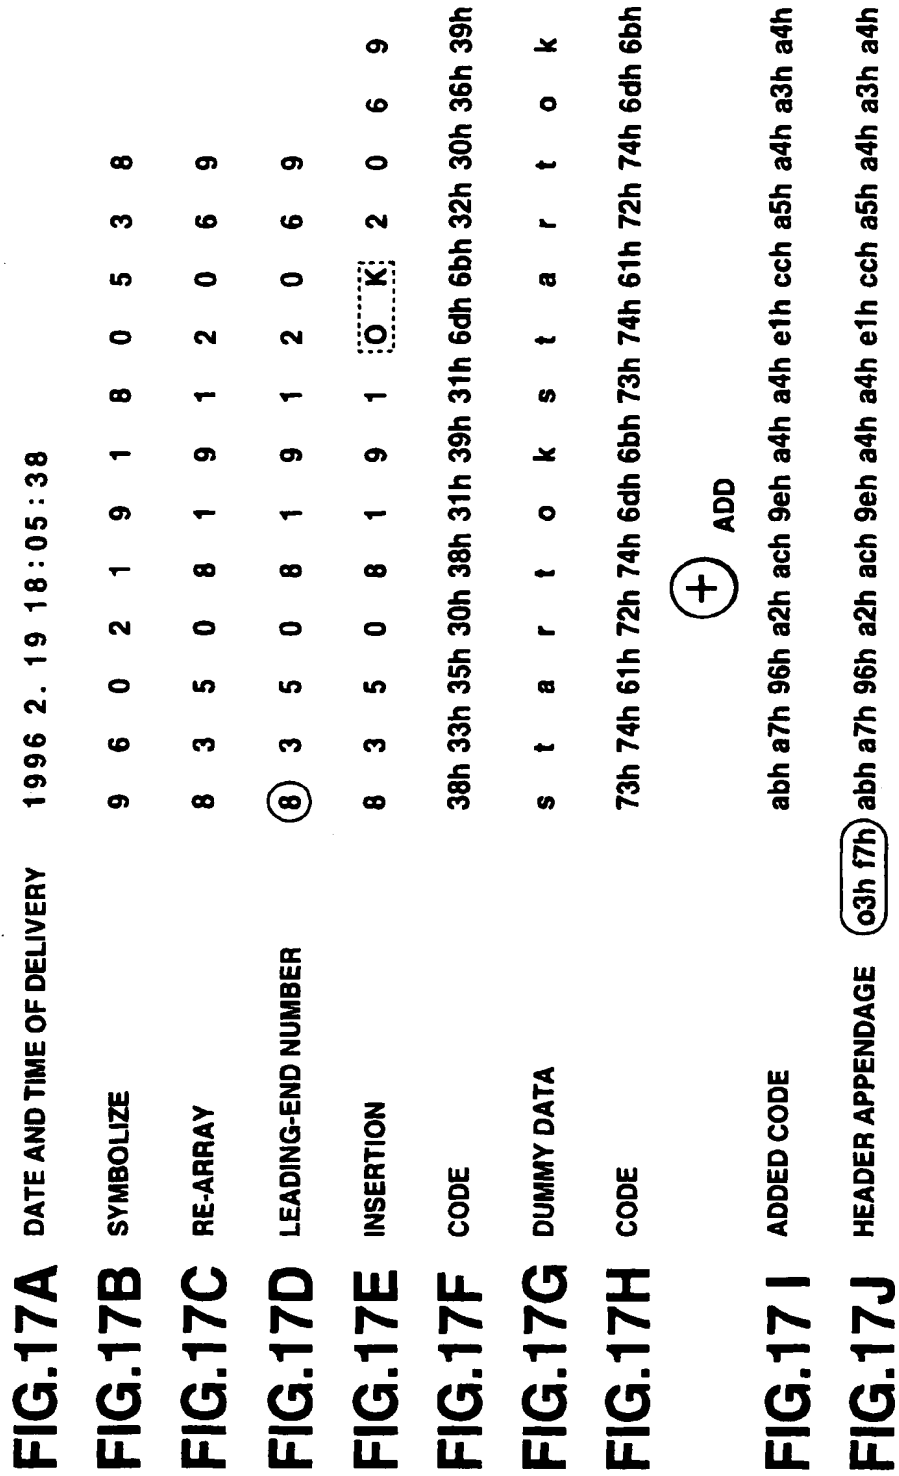 FIG.17A DATE AND TIME OF DELIVERY 1996 2. 19 18:05:38
FIG.17B SYMBOLIZE 9 6 0 2 1 9 1 8 0 5 3 8
FIG.17C RE-ARRAY 8 3 5 0 8 1 9 1 2 0 6 9
FIG.17D LEADING-END NUMBER 8 3 5 0 8 1 9 1 2 0 6 9
FIG.17E INSERTION 8 3 5 0 8 1 9 1 O K 2 0 6 9
FIG.17F CODE 38h 33h 35h 30h 38h 31h 39h 31h 6dh 6bh 32h 30h 36h 39h
FIG.17G DUMMY DATA s t a r t o k s t a r t o k
FIG.17H CODE 73h 74h 61h 72h 74h 6dh 6bh 73h 74h 61h 72h 74h 6dh 6bh
+ ADD
FIG.17 I ADDED CODE abh a7h 96h a2h ach 9eh a4h a4h e1h cch a5h a4h a3h a4h
FIG.17J HEADER APPENDAGE o3h f7h abh a7h 96h a2h ach 9eh a4h a4h e1h cch a5h a4h a3h a4h